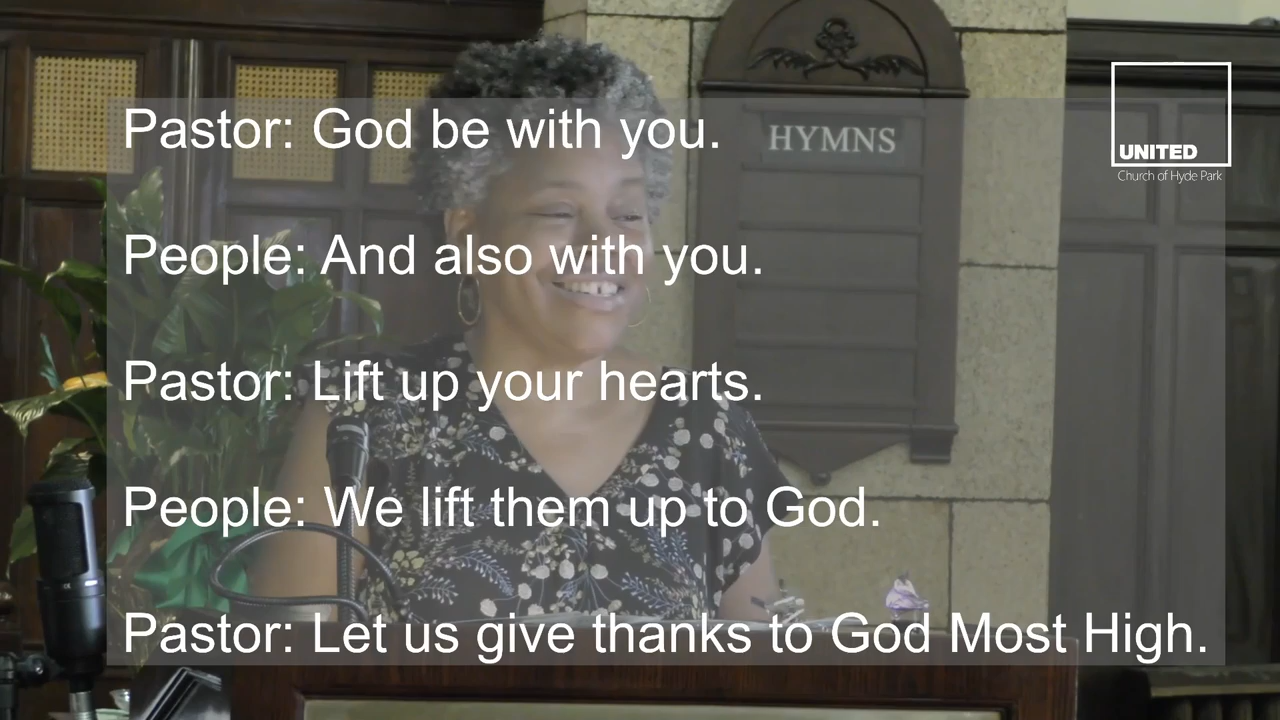 Pastor: God be with you.
HYMNS
UNITED
Church of Hyde Park
People: And also with you.
Pastor: Lift up your hearts.
People: We lift them up to God.
Pastor: Let us give thanks to God Most High.